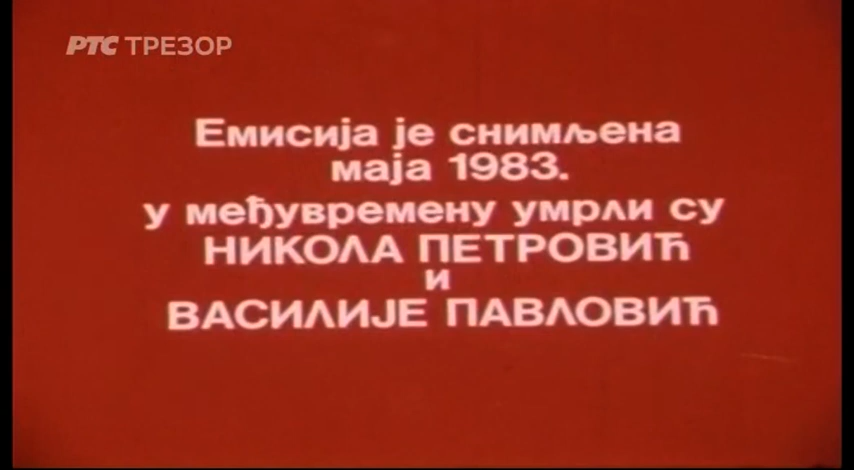 РТС ТРЕЗОР
Емисија је снимљена
маја 1983.
у међувремену умрли су
НИКОЛА ПЕТРОВИЋ
и
ВАСИЛИЈЕ ПАВЛОВИЋ